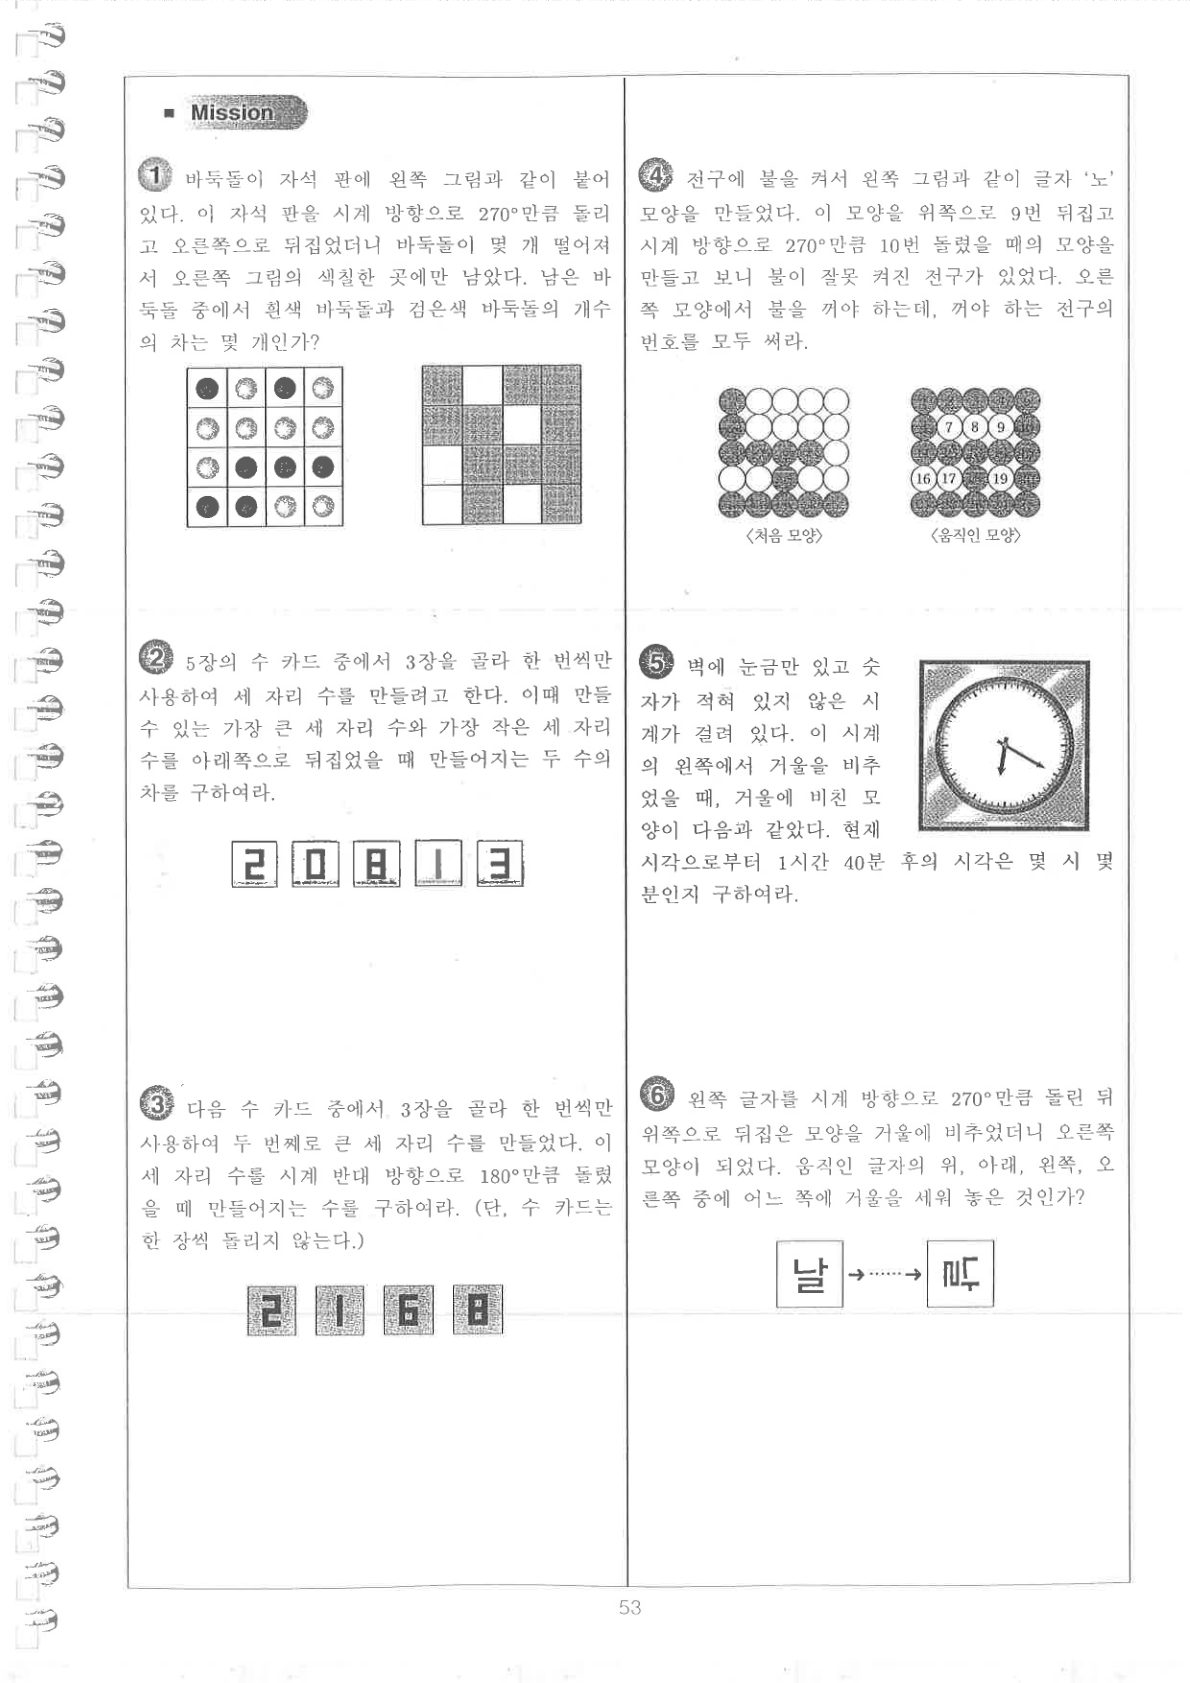 Mission
1 바둑돌이 자석 판에 왼쪽 그림과 같이 붙어
있다. 이 자석 판을 시계 방향으로 270°만큼 돌리
고 오른쪽으로 뒤집었더니 바둑돌이 몇 개 떨어져
서 오른쪽 그림의 색칠한 곳에만 남았다. 남은 바
둑돌 중에서 흰색 바둑돌과 검은색 바둑돌의 개수
의 차는 몇 개인가?
2 5장의 수 카드 중에서 3장을 골라 한 번씩만
사용하여 세 자리 수를 만들려고 한다. 이때 만들
수 있는 가장 큰 세 자리 수와 가장 작은 세 자리
수를 아래쪽으로 뒤집었을 때 만들어지는 두 수의
차를 구하여라.
2 0 8 1 3
3 다음 수 카드 중에서 3장을 골라 한 번씩만
사용하여 두 번째로 큰 세 자리 수를 만들었다. 이
세 자리 수를 시계 반대 방향으로 180°만큼 돌렸
을 때 만들어지는 수를 구하여라. (단, 수 카드는
한 장씩 돌리지 않는다.)
2 1 6 8
4 전구에 불을 켜서 왼쪽 그림과 같이 글자 ‘노’
모양을 만들었다. 이 모양을 위쪽으로 9번 뒤집고
시계 방향으로 270°만큼 10번 돌렸을 때의 모양을
만들고 보니 불이 잘못 켜진 전구가 있었다. 오른
쪽 모양에서 불을 꺼야 하는데, 꺼야 하는 전구의
번호를 모두 써라.
7 8 9
16 17 19
〈처음 모양〉 〈움직인 모양〉
5 벽에 눈금만 있고 숫
자가 적혀 있지 않은 시
계가 걸려 있다. 이 시계
의 왼쪽에서 거울을 비추
었을 때, 거울에 비친 모
양이 다음과 같았다. 현재
시각으로부터 1시간 40분 후의 시각은 몇 시 몇
분인지 구하여라.
6 왼쪽 글자를 시계 방향으로 270°만큼 돌린 뒤
위쪽으로 뒤집은 모양을 거울에 비추었더니 오른쪽
모양이 되었다. 움직인 글자의 위, 아래, 왼쪽, 오
른쪽 중에 어느 쪽에 거울을 세워 놓은 것인가?
날
53